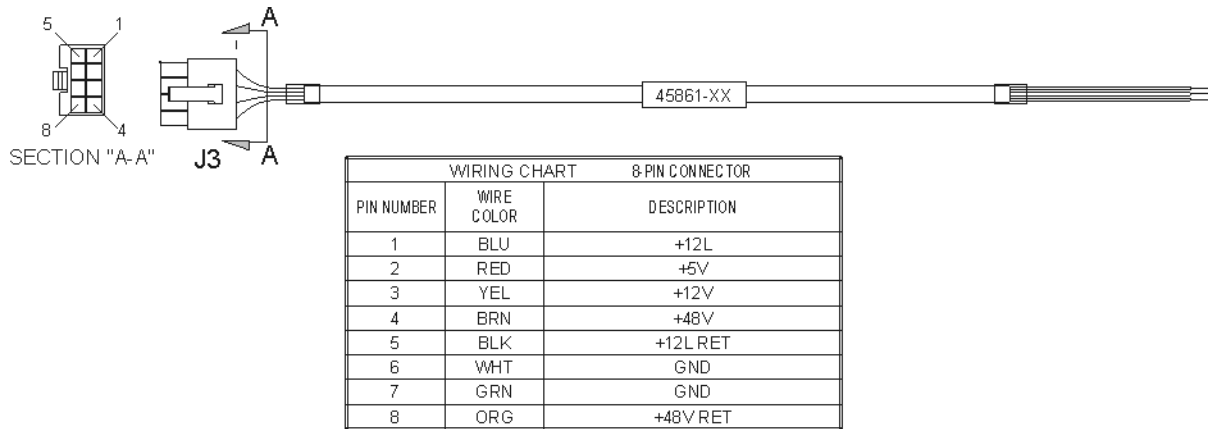 5 1
8 4
SECTION "A-A"
J3
A
A
45861-XX
WIRING CHART 8-PIN CONNECTOR
PIN NUMBER WIRE COLOR DESCRIPTION
1 BLU +12L
2 RED +5V
3 YEL +12V
4 BRN +48V
5 BLK +12L RET
6 WHT GND
7 GRN GND
8 ORG +48V RET